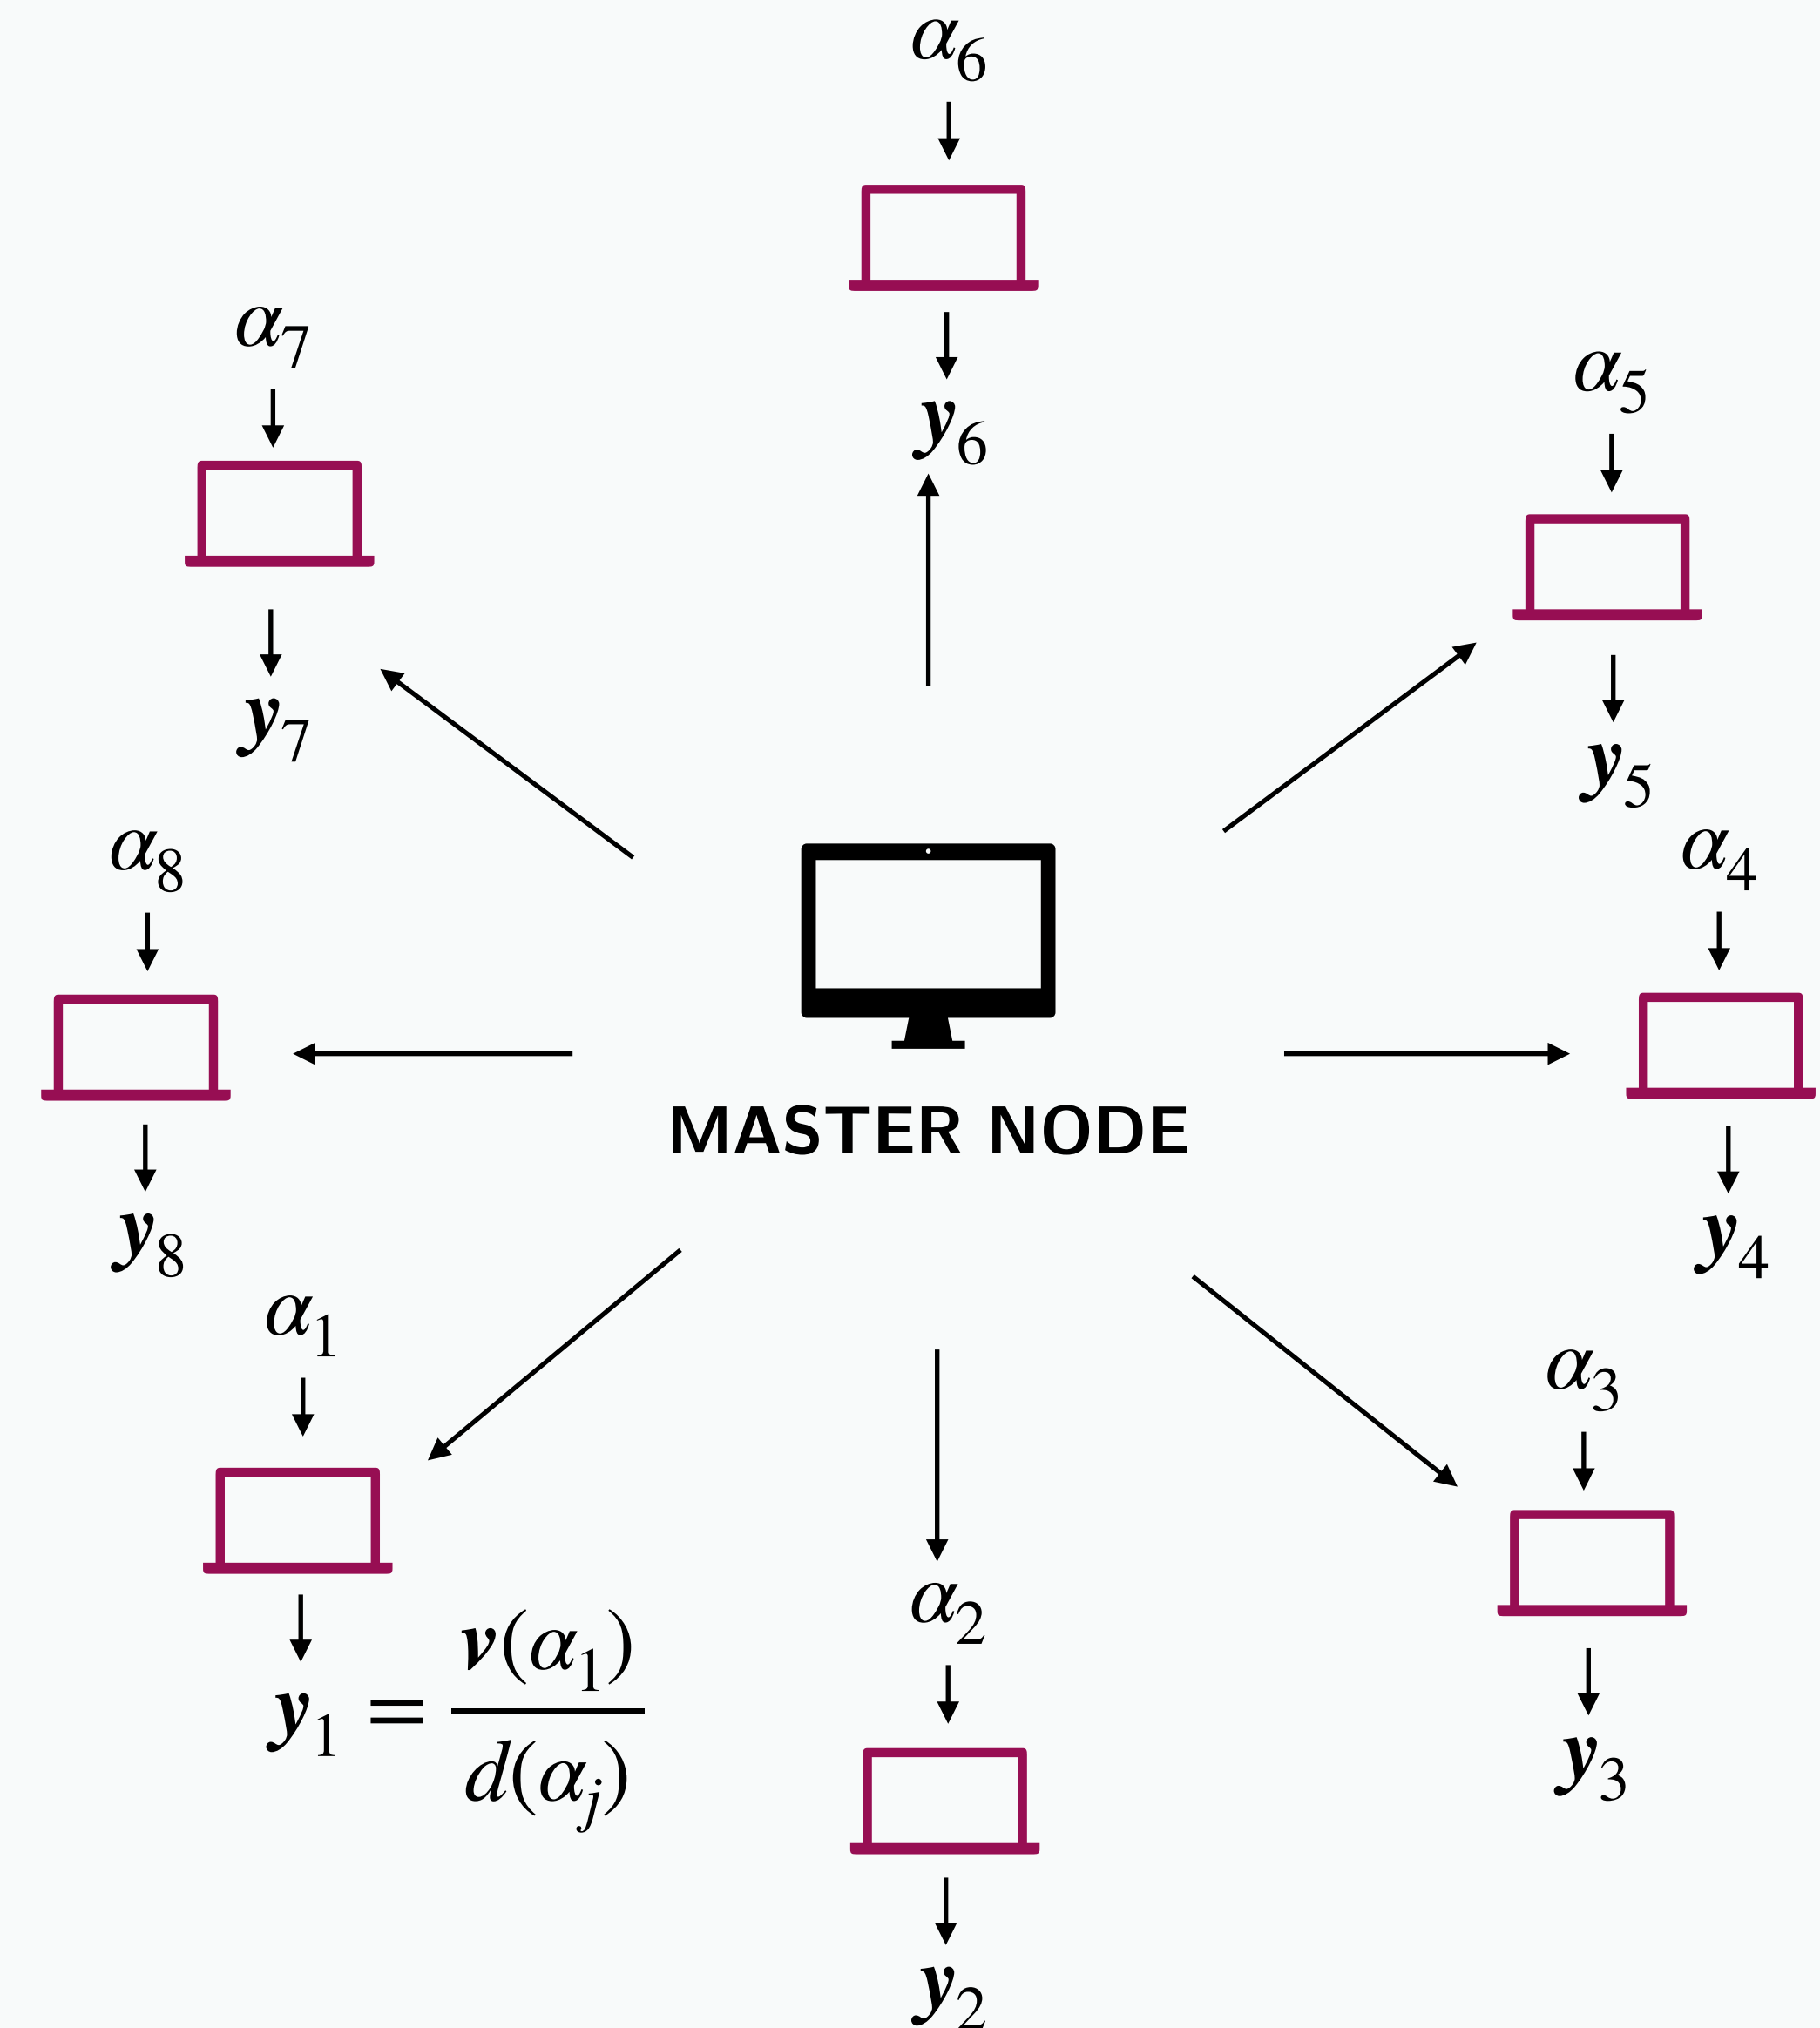 α₆
α₇
α₅
y₆
y₇
y₅
α₈
α₄
MASTER NODE
y₈
y₄
α₁
α₃
α₂
y₁ = v(α₁) / d(αⱼ)
y₃
y₂